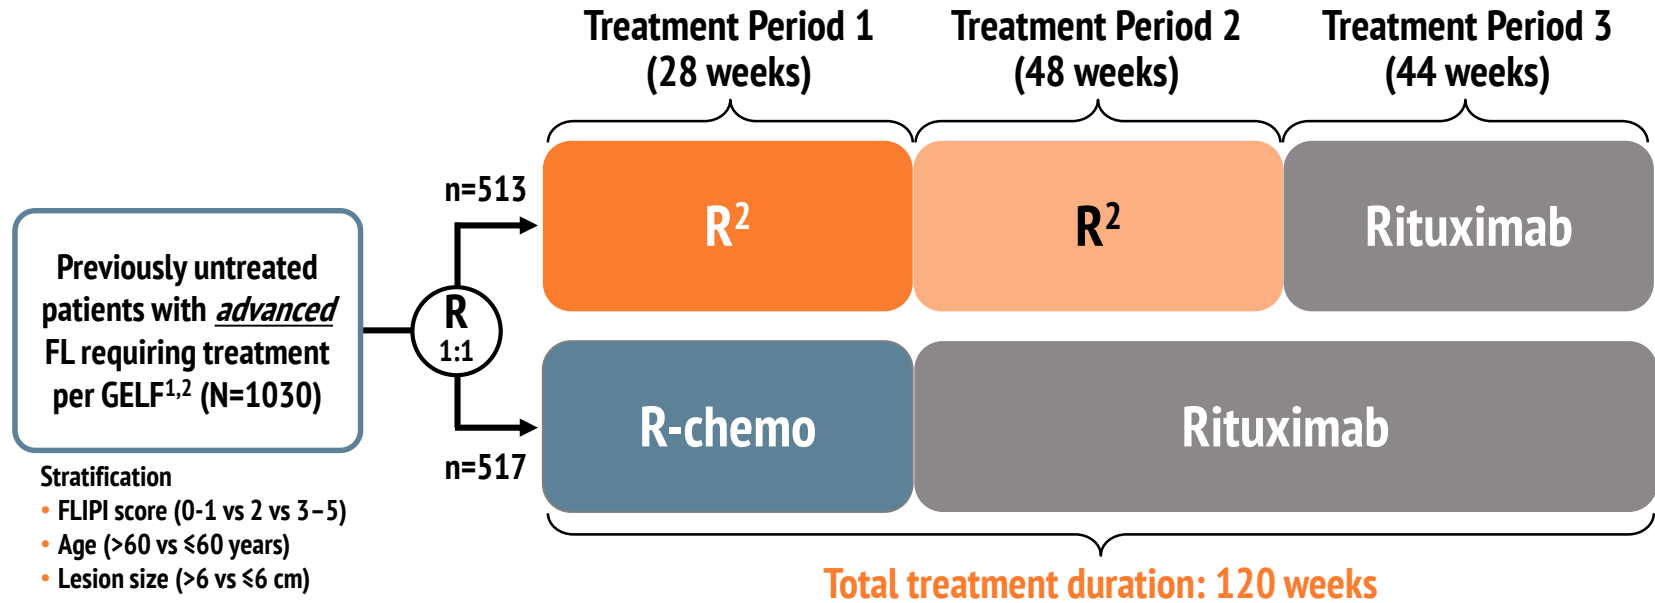 Treatment Period 1
(28 weeks)
Treatment Period 2
(48 weeks)
Treatment Period 3
(44 weeks)
n=513
R²
R²
Rituximab
Previously untreated
patients with advanced
FL requiring treatment
per GELF¹,² (N=1030)
R
1:1
R-chemo
Rituximab
n=517
Stratification
• FLIPI score (0-1 vs 2 vs 3–5)
• Age (>60 vs ≤60 years)
• Lesion size (>6 vs ≤6 cm)
Total treatment duration: 120 weeks